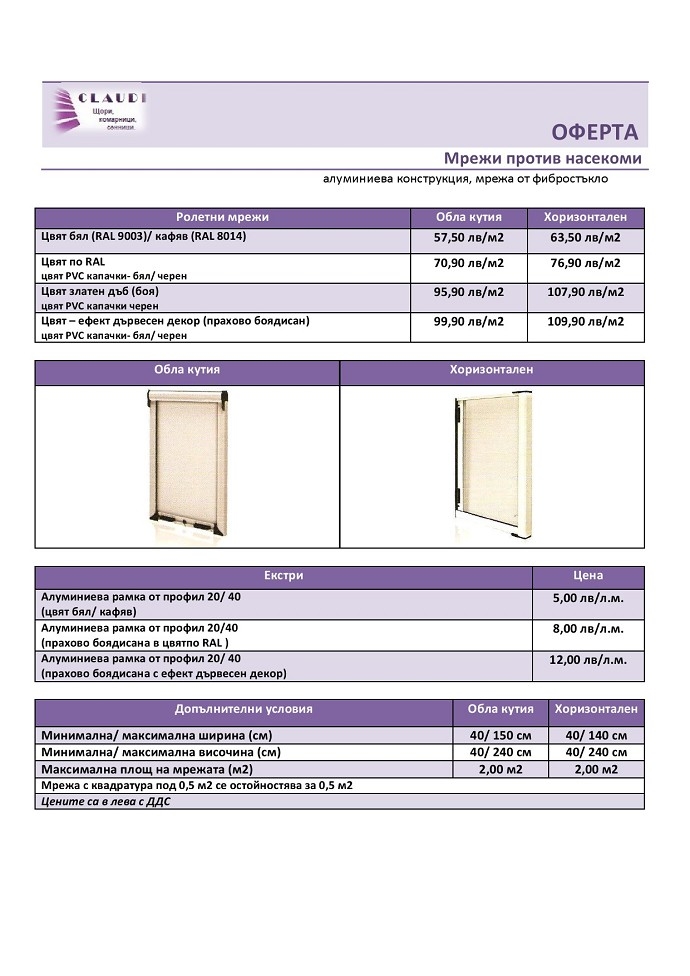 CLAUDI
Щори,
комарници,
сенници
ОФЕРТА
Мрежи против насекоми
алуминиева конструкция, мрежа от фибростъкло
Ролетни мрежи Обла кутия Хоризонтален
Цвят бял (RAL 9003)/ кафяв (RAL 8014) 57,50 лв/м2 63,50 лв/м2
Цвят по RAL 70,90 лв/м2 76,90 лв/м2
цвят PVC капачки- бял/ черен
Цвят златен дъб (боя) 95,90 лв/м2 107,90 лв/м2
цвят PVC капачки черен
Цвят – ефект дървесен декор (прахово боядисан) 99,90 лв/м2 109,90 лв/м2
цвят PVC капачки- бял/ черен
Обла кутия Хоризонтален
Екстри Цена
Алуминиева рамка от профил 20/ 40 5,00 лв/л.м.
(цвят бял/ кафяв)
Алуминиева рамка от профил 20/40 8,00 лв/л.м.
(прахово боядисана в цвятпо RAL )
Алуминиева рамка от профил 20/ 40 12,00 лв/л.м.
(прахово боядисана с ефект дървесен декор)
Допълнителни условия Обла кутия Хоризонтален
Минимална/ максимална ширина (см) 40/ 150 см 40/ 140 см
Минимална/ максимална височина (см) 40/ 240 см 40/ 240 см
Максимална площ на мрежата (м2) 2,00 м2 2,00 м2
Мрежа с квадратура под 0,5 м2 се остойностява за 0,5 м2
Цените са в лева с ДДС